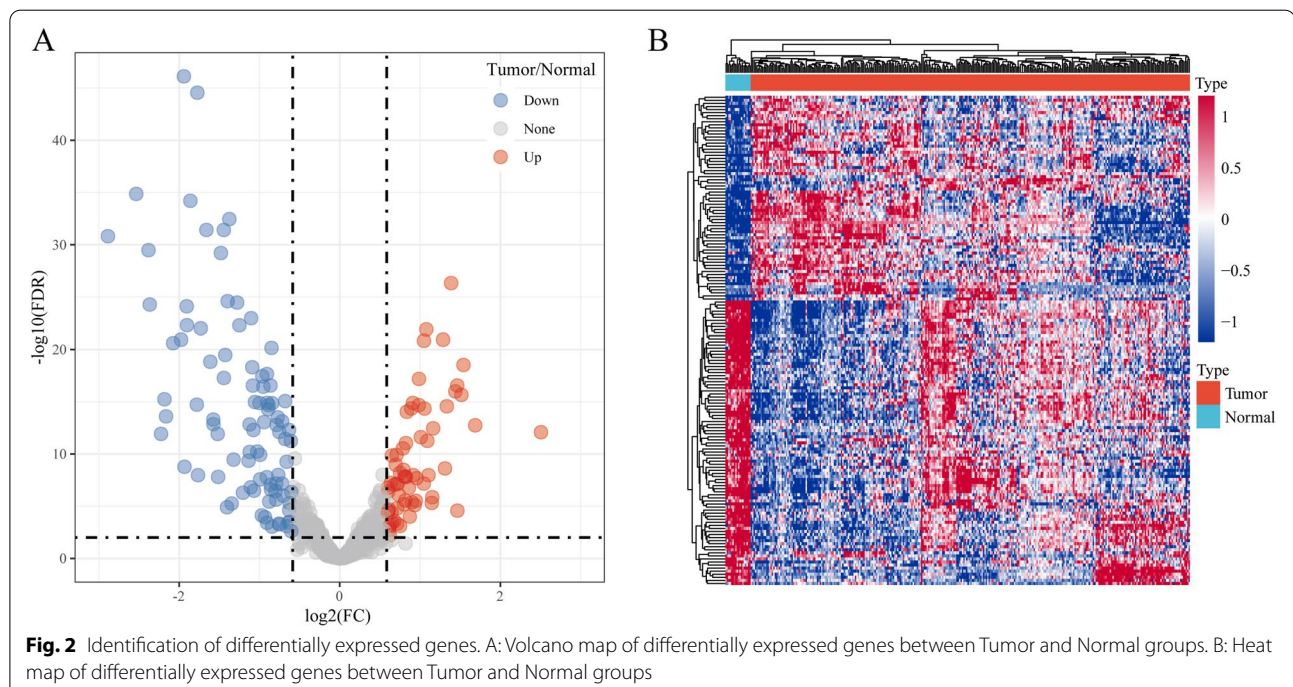 A
B
Tumor/Normal
Down
None
Up
-log10(FDR)
40
30
20
10
0
-2
0
2
log2(FC)
Type
1
0.5
0
−0.5
−1
Type
Tumor
Normal
Fig. 2 Identification of differentially expressed genes. A: Volcano map of differentially expressed genes between Tumor and Normal groups. B: Heat
map of differentially expressed genes between Tumor and Normal groups